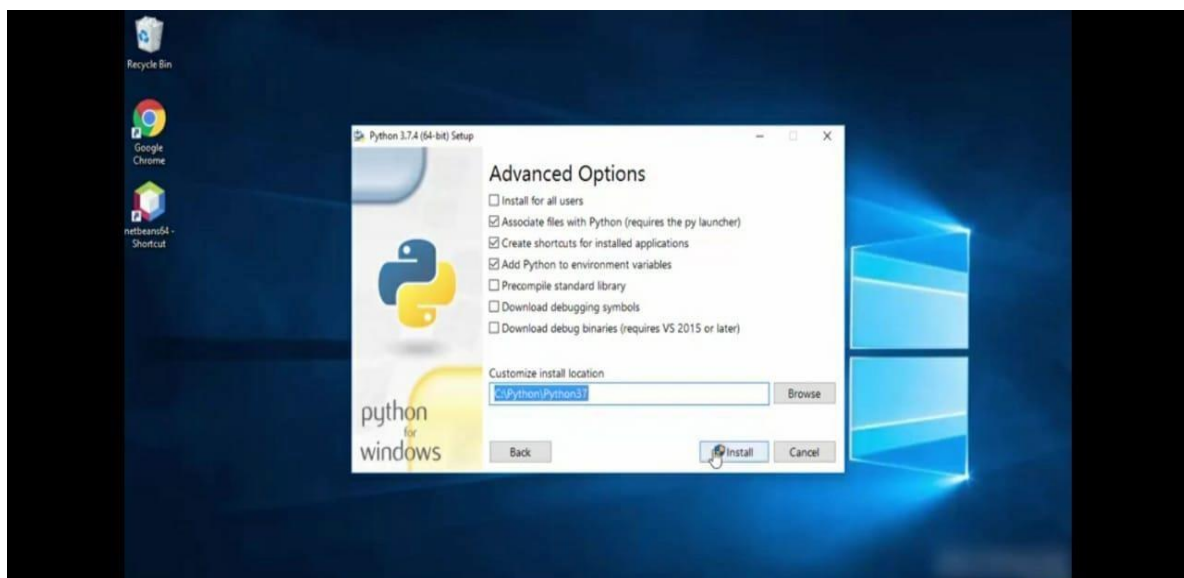 Recycle Bin
Google
Chrome
netbeans64 -
Shortcut
Python 3.7.4 (64-bit) Setup
Advanced Options
Install for all users
Associate files with Python (requires the py launcher)
Create shortcuts for installed applications
Add Python to environment variables
Precompile standard library
Download debugging symbols
Download debug binaries (requires VS 2015 or later)
Customize install location
C:\Python\Python37
Browse
python
for
windows
Back
Install
Cancel